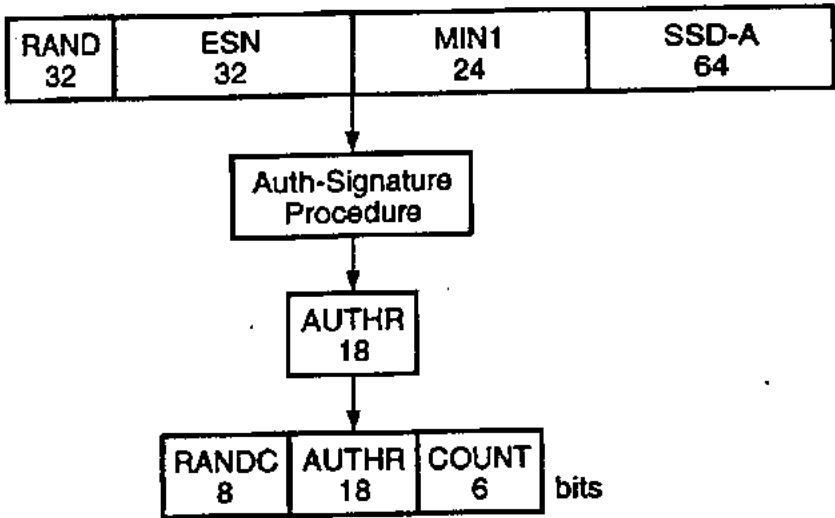 RAND ESN MIN1 SSD-A
32 32 24 64
Auth-Signature
Procedure
AUTHR
18
RANDC AUTHR COUNT
8 18 6 bits